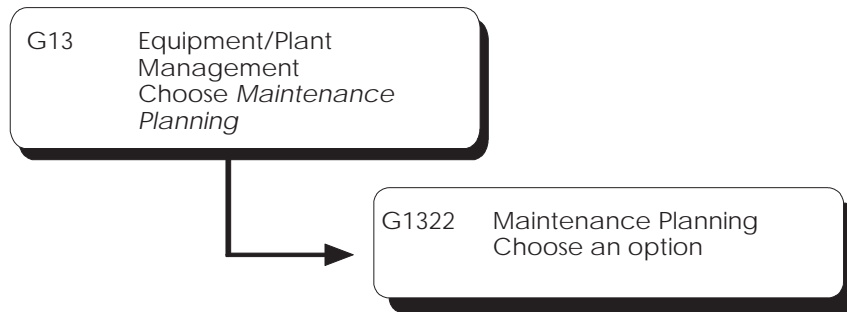 G13 Equipment/Plant
Management
Choose Maintenance
Planning
G1322 Maintenance Planning
Choose an option